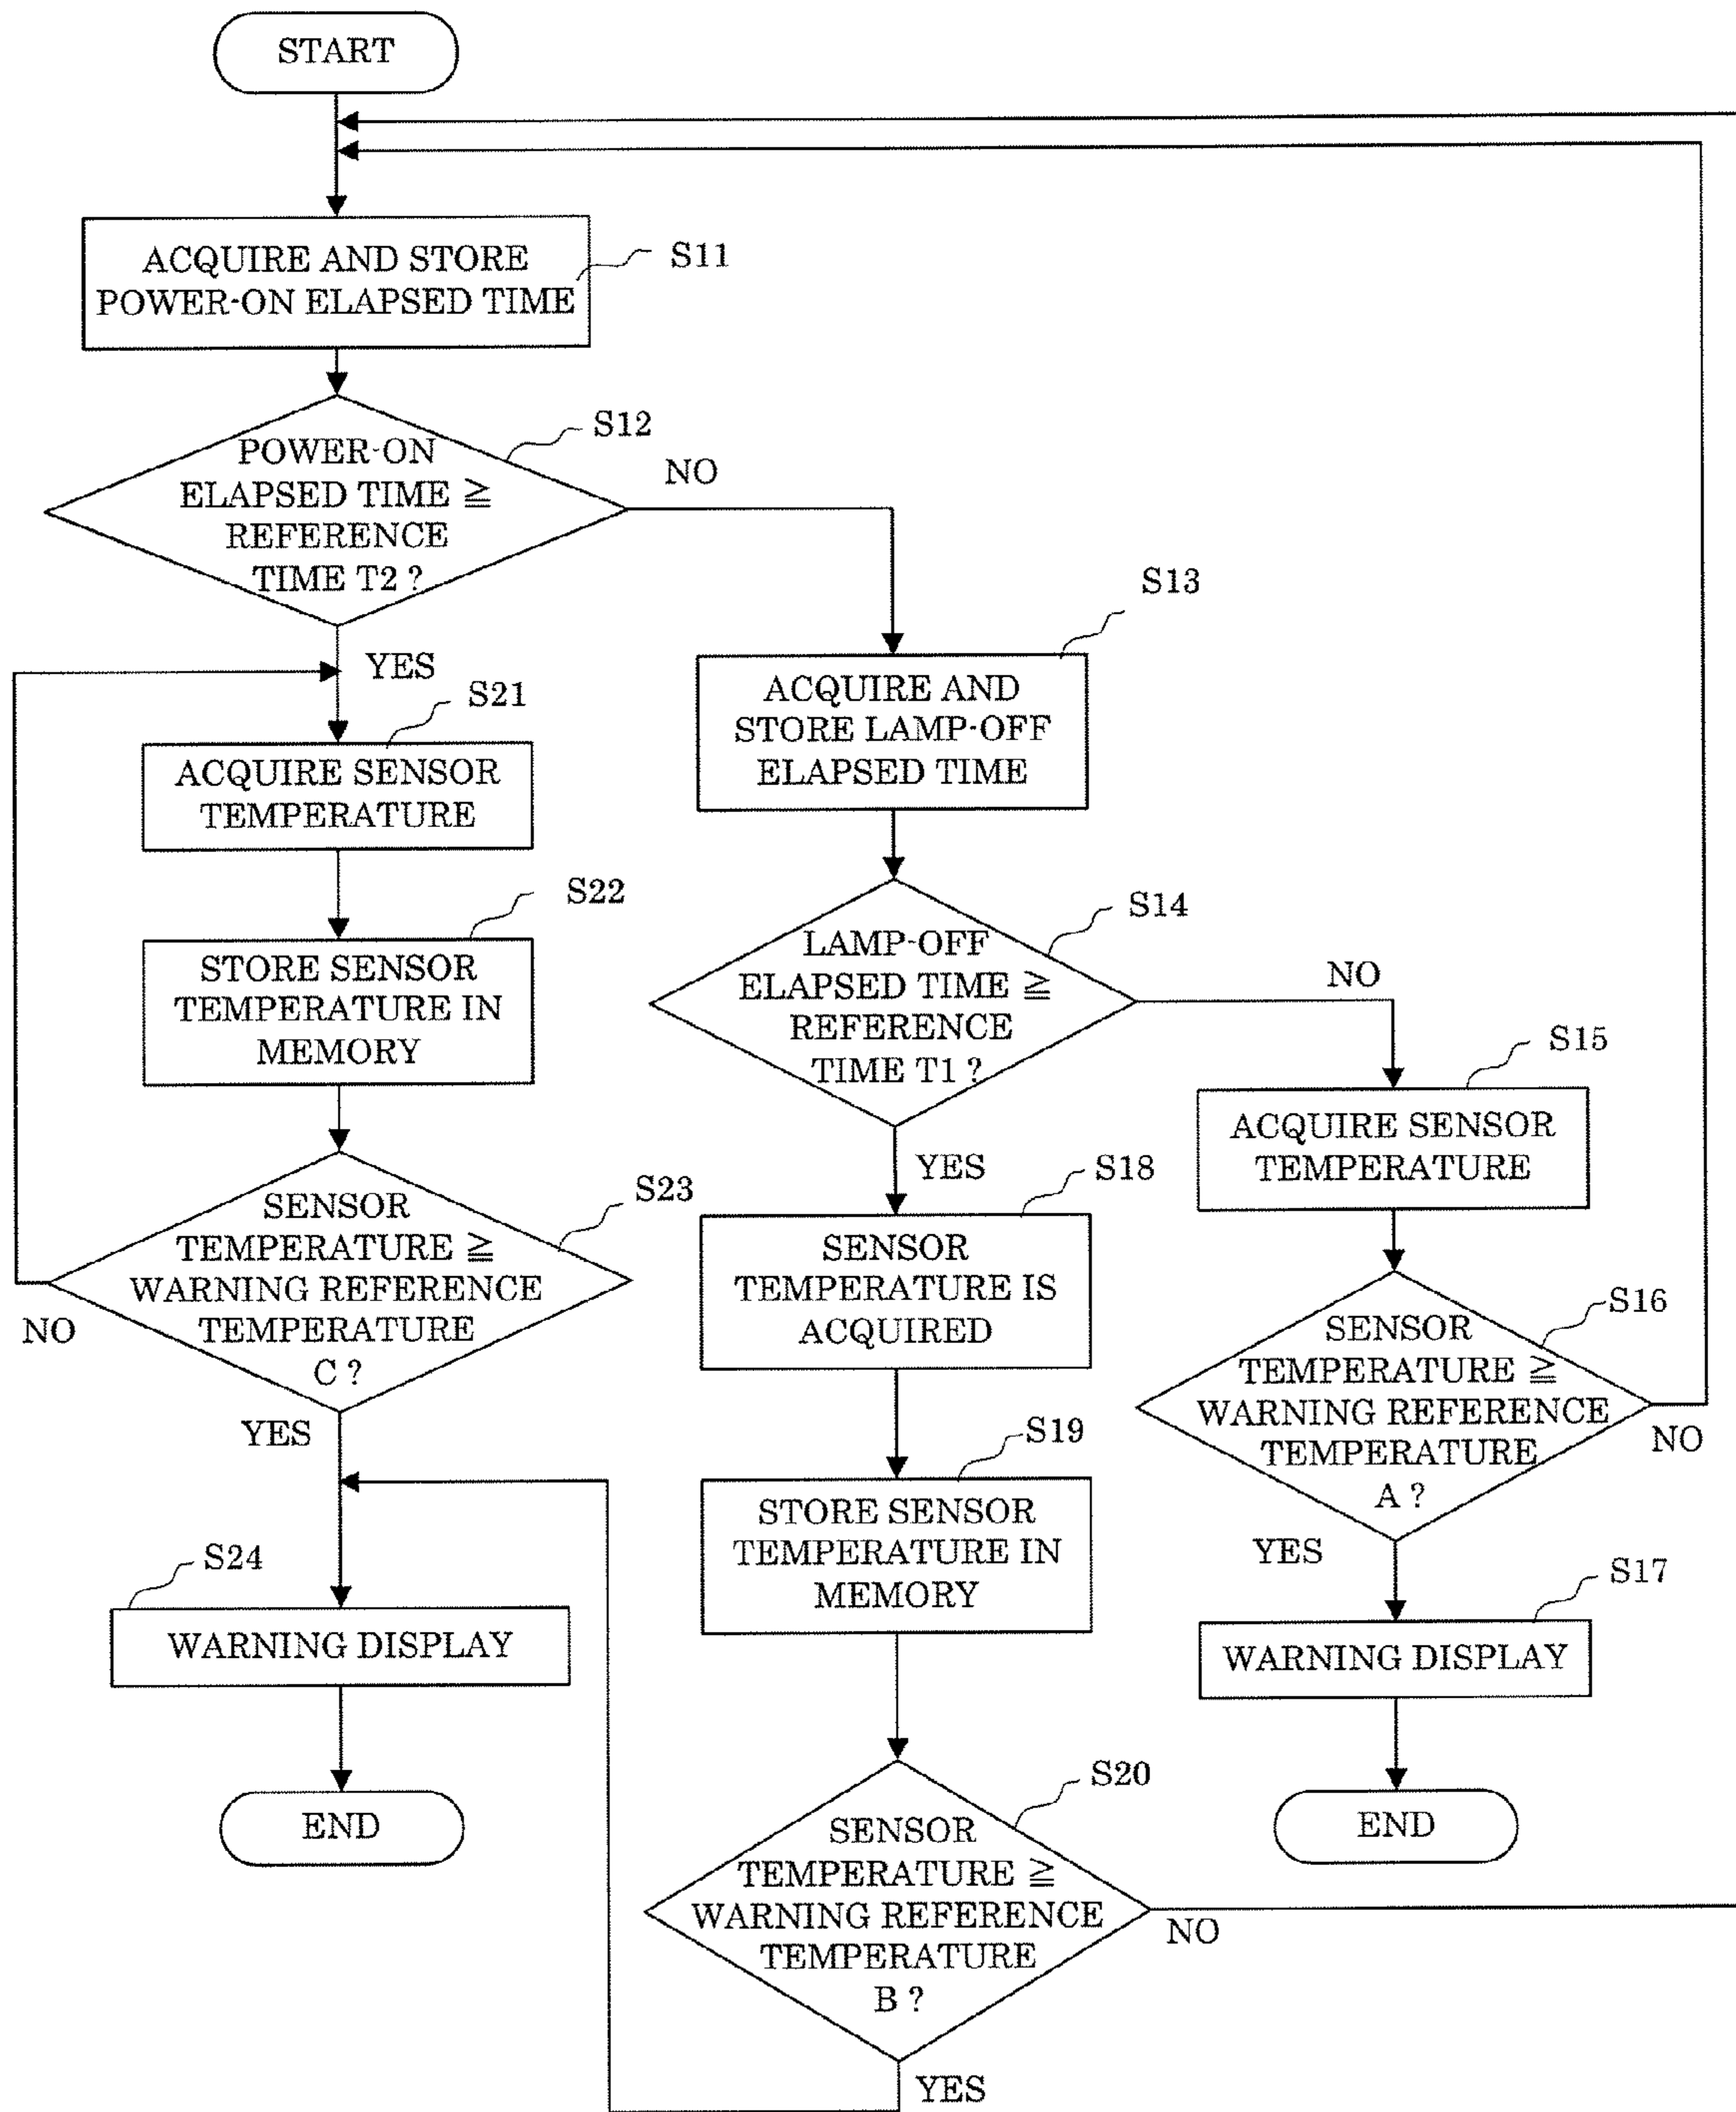 START
ACQUIRE AND STORE
POWER-ON ELAPSED TIME
S11
POWER-ON
ELAPSED TIME ≧
REFERENCE
TIME T2 ?
S12
NO
YES
S13
ACQUIRE AND
STORE LAMP-OFF
ELAPSED TIME
S21
ACQUIRE SENSOR
TEMPERATURE
S22
STORE SENSOR
TEMPERATURE IN
MEMORY
S14
LAMP-OFF
ELAPSED TIME ≧
REFERENCE
TIME T1 ?
NO
YES
S15
ACQUIRE SENSOR
TEMPERATURE
S23
SENSOR
TEMPERATURE ≧
WARNING REFERENCE
TEMPERATURE
C ?
NO
YES
S18
SENSOR
TEMPERATURE IS
ACQUIRED
S16
SENSOR
TEMPERATURE ≧
WARNING REFERENCE
TEMPERATURE
A ?
NO
YES
S19
STORE SENSOR
TEMPERATURE IN
MEMORY
S24
WARNING DISPLAY
S17
WARNING DISPLAY
END
S20
SENSOR
TEMPERATURE ≧
WARNING REFERENCE
TEMPERATURE
B ?
NO
YES
END